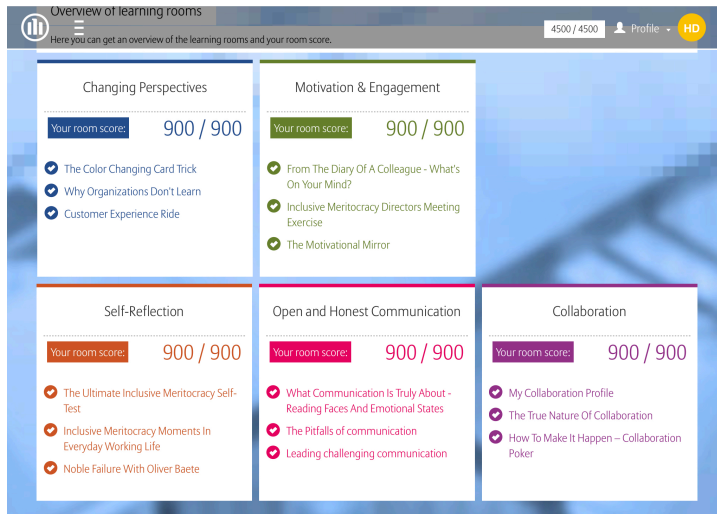 Overview of learning rooms
Here you can get an overview of the learning rooms and your room score.
4500 / 4500
Profile
HD
Changing Perspectives
Your room score:
900 / 900
The Color Changing Card Trick
Why Organizations Don't Learn
Customer Experience Ride
Motivation & Engagement
Your room score:
900 / 900
From The Diary Of A Colleague - What's
On Your Mind?
Inclusive Meritocracy Directors Meeting
Exercise
The Motivational Mirror
Self-Reflection
Your room score:
900 / 900
The Ultimate Inclusive Meritocracy Self-
Test
Inclusive Meritocracy Moments In
Everyday Working Life
Noble Failure With Oliver Baete
Open and Honest Communication
Your room score:
900 / 900
What Communication Is Truly About -
Reading Faces And Emotional States
The Pitfalls of communication
Leading challenging communication
Collaboration
Your room score:
900 / 900
My Collaboration Profile
The True Nature Of Collaboration
How To Make It Happen – Collaboration
Poker